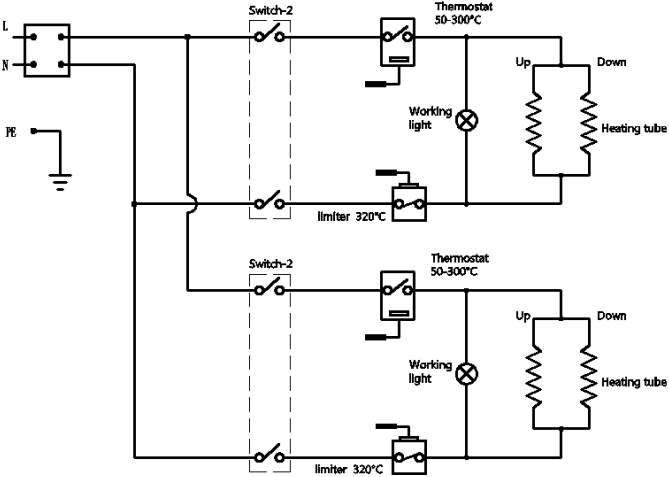 Thermostat
50-300°C
Switch-2
L
N
PE
Up
Down
Working
light
Heating tube
limiter 320°C
Thermostat
50-300°C
Switch-2
Up
Down
Working
light
Heating tube
limiter 320°C